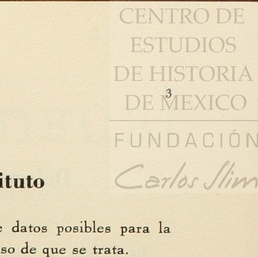 CENTRO DE
ESTUDIOS
DE HISTORIA
3
DE MEXICO
FUNDACIÓN
Carlos Slim
ituto
e datos posibles para la
so de que se trata.